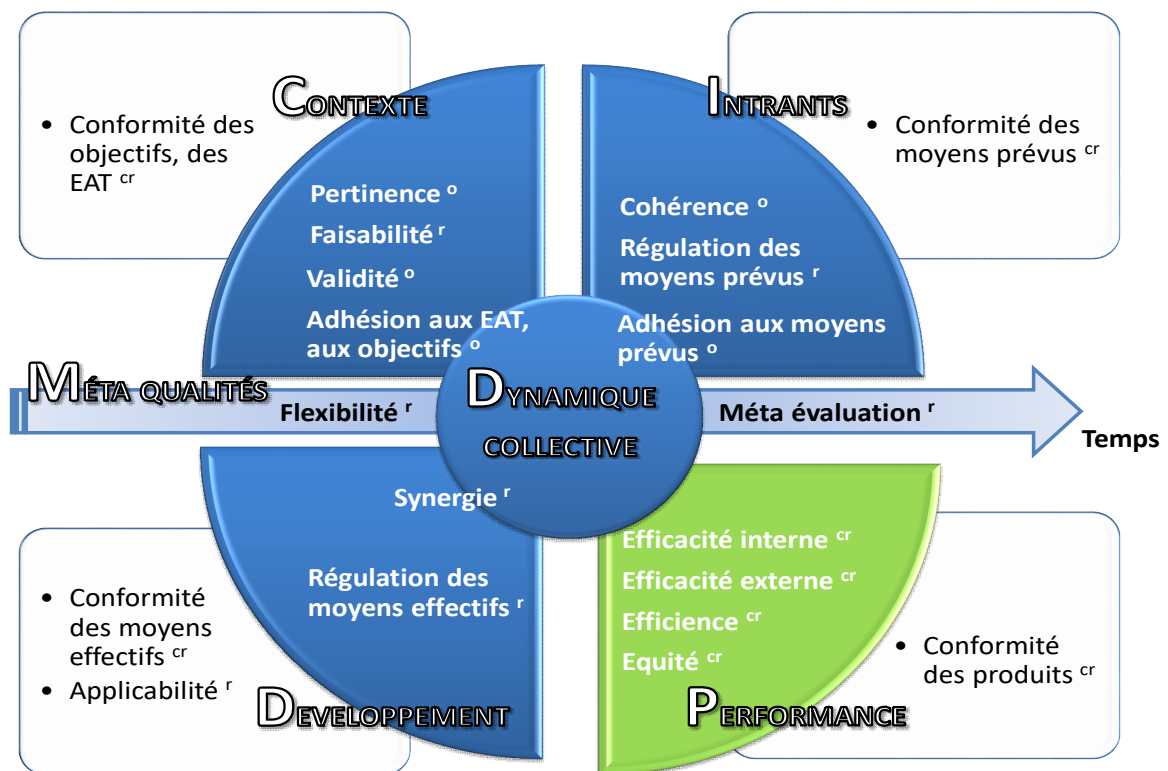 CONTEXTE
• Conformité des
objectifs, des
EAT cr
Pertinence o
Faisabilité r
Validité o
Adhésion aux EAT,
aux objectifs o
INTRANTS
• Conformité des
moyens prévus cr
Cohérence o
Régulation des
moyens prévus r
Adhésion aux moyens
prévus o
MÉTA QUALITÉS
Flexibilité r
DYNAMIQUE
COLLECTIVE
Méta évaluation r
Temps
Synergie r
Régulation des
moyens effectifs r
• Conformité
des moyens
effectifs cr
• Applicabilité r
DEVELOPPEMENT
Efficacité interne cr
Efficacité externe cr
Efficience cr
Equité cr
• Conformité
des produits cr
PERFORMANCE